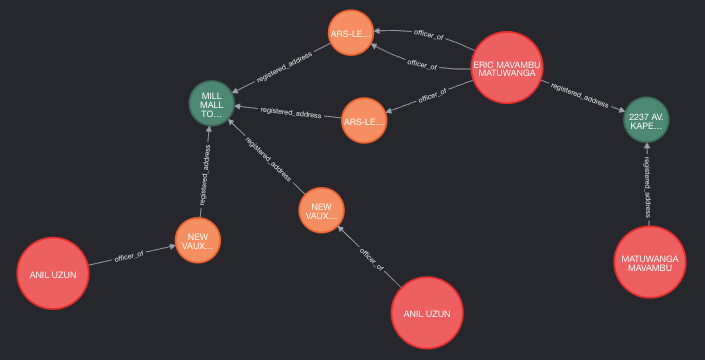 ARS-LE...
officer_of
officer_of
ERIC MAVAMBU
MATUWANGA
registered_address
officer_of
registered_address
MILL
MALL
TO...
registered_address
ARS-LE...
2237 AV.
KAPE...
registered_address
registered_address
registered_address
NEW
VAUX...
NEW
VAUX...
officer_of
officer_of
MATUWANGA
MAVAMBU
ANIL UZUN
ANIL UZUN